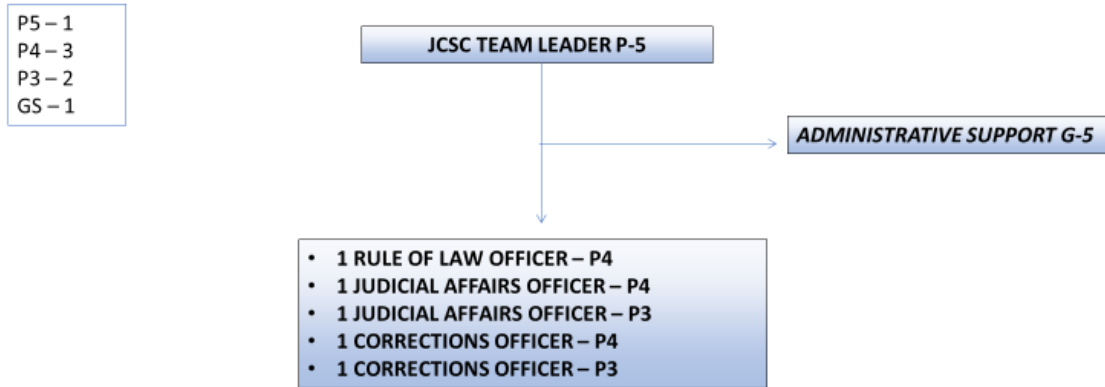 P5 – 1
P4 – 3
P3 – 2
GS – 1
JCSC TEAM LEADER P-5
ADMINISTRATIVE SUPPORT G-5
• 1 RULE OF LAW OFFICER – P4
• 1 JUDICIAL AFFAIRS OFFICER – P4
• 1 JUDICIAL AFFAIRS OFFICER – P3
• 1 CORRECTIONS OFFICER – P4
• 1 CORRECTIONS OFFICER – P3